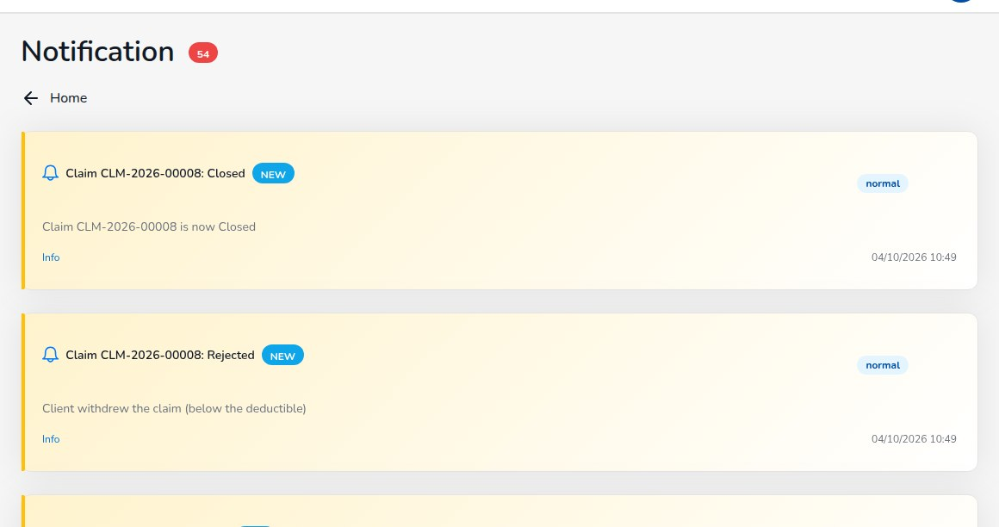 Notification 54
Home
Claim CLM-2026-00008: Closed NEW
normal
Claim CLM-2026-00008 is now Closed
Info 04/10/2026 10:49
Claim CLM-2026-00008: Rejected NEW
normal
Client withdrew the claim (below the deductible)
Info 04/10/2026 10:49